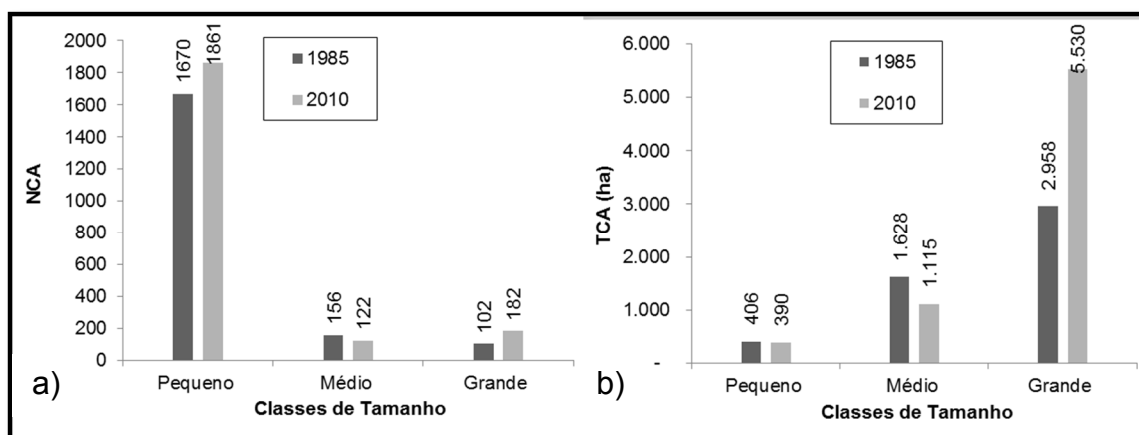 2000
1800
1600
1400
1200
1000
800
600
400
200
0
NCA
1985
2010
1670
1861
156
122
102
182
Pequeno
Médio
Grande
Classes de Tamanho
a)
6.000
5.000
4.000
3.000
2.000
1.000
-
TCA (ha)
1985
2010
406
390
1.628
1.115
2.958
5.530
Pequeno
Médio
Grande
Classes de Tamanho
b)